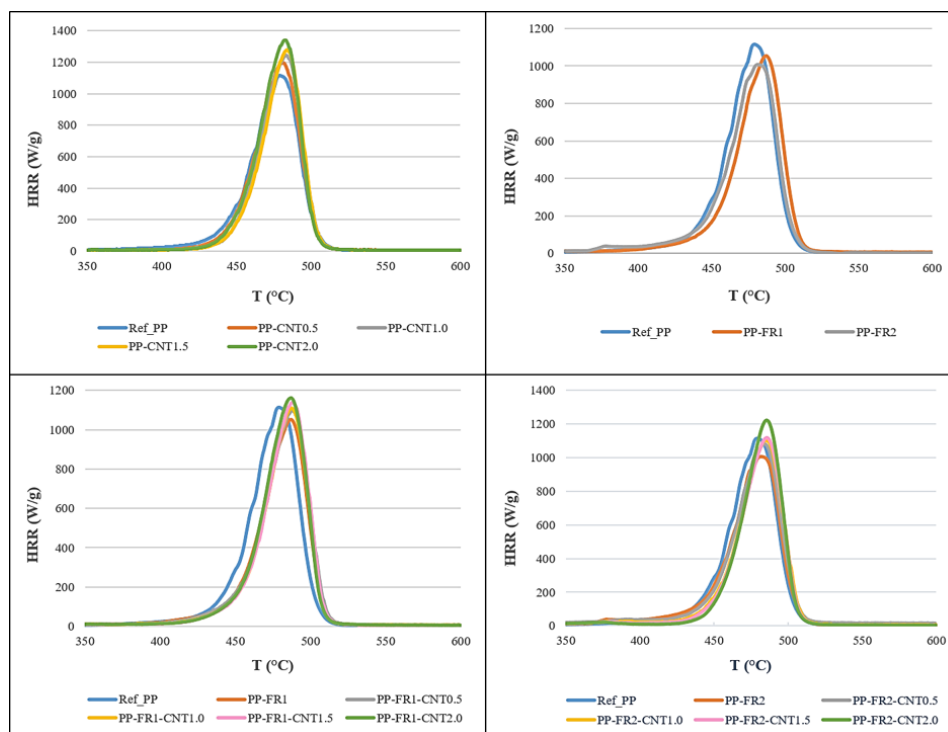 1400
1200
1000
800
600
400
200
0
HRR (W/g)
350 400 450 500 550 600
T (°C)
Ref_PP PP-CNT0.5 PP-CNT1.0
PP-CNT1.5 PP-CNT2.0
1200
1000
800
600
400
200
0
HRR (W/g)
350 400 450 500 550 600
T (°C)
Ref_PP PP-FR1 PP-FR2
1200
1000
800
600
400
200
0
HRR (W/g)
350 400 450 500 550 600
T (°C)
Ref_PP PP-FR1 PP-FR1-CNT0.5
PP-FR1-CNT1.0 PP-FR1-CNT1.5 PP-FR1-CNT2.0
1400
1200
1000
800
600
400
200
0
HRR (W/g)
350 400 450 500 550 600
T (°C)
Ref_PP PP-FR2 PP-FR2-CNT0.5
PP-FR2-CNT1.0 PP-FR2-CNT1.5 PP-FR2-CNT2.0